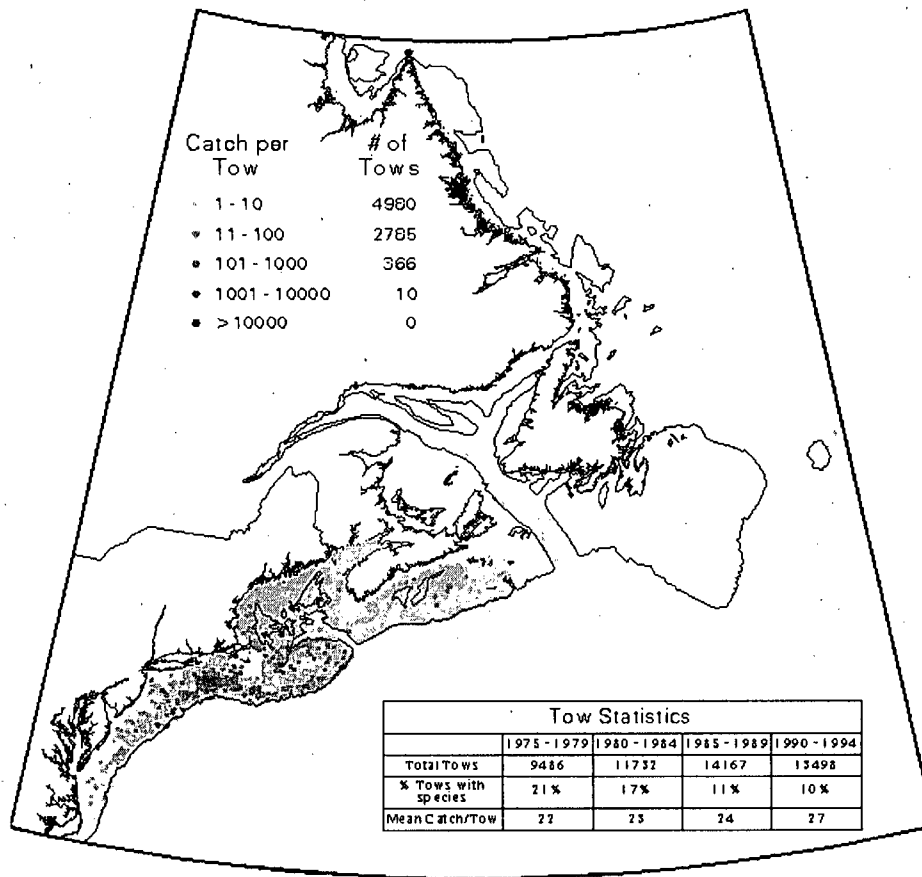 Catch per Tow # of Tows
1 - 10 4980
11 - 100 2785
101 - 1000 366
1001 - 10000 10
> 10000 0
Tow Statistics
1975 - 1979 1980 - 1984 1985 - 1989 1990 - 1994
Total Tows 9486 11732 14167 13498
% Tows with species 21% 17% 11% 10%
Mean Catch/Tow 22 23 24 27